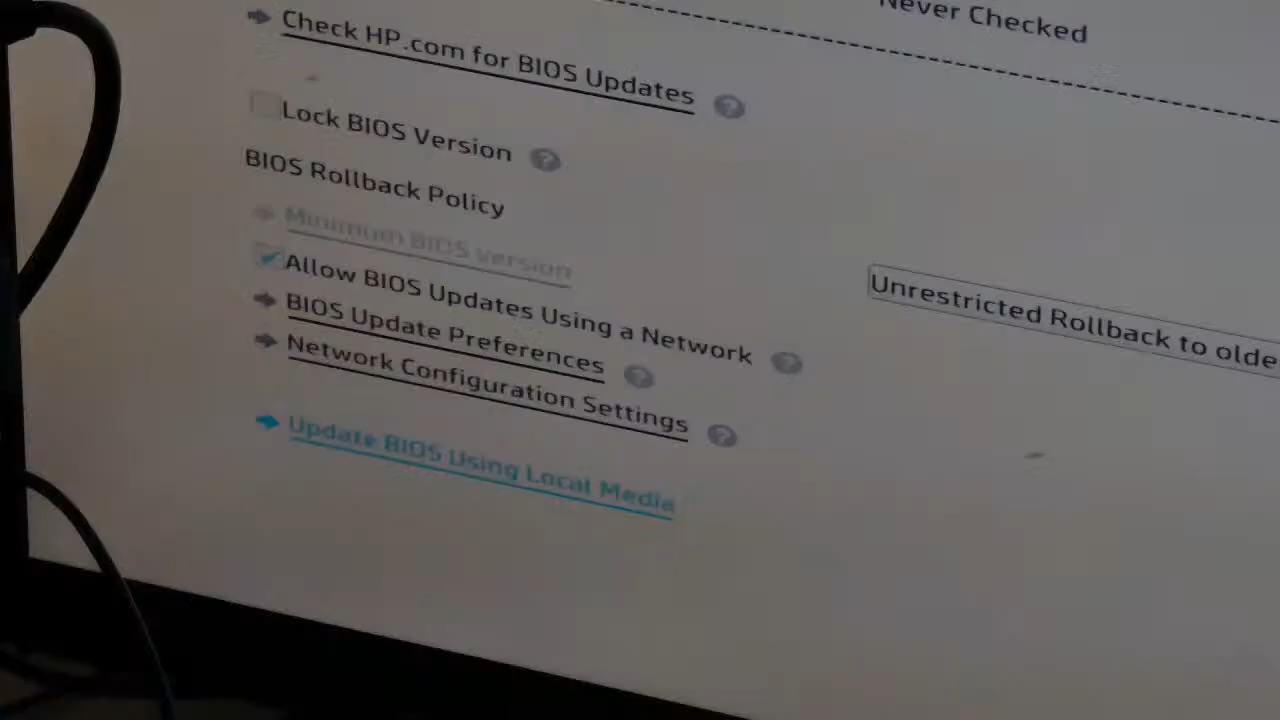 Never Checked
Check HP.com for BIOS Updates ?
Lock BIOS Version ?
BIOS Rollback Policy
Unrestricted Rollback to olde
Minimum BIOS version
Allow BIOS Updates Using a Network ?
BIOS Update Preferences ?
Network Configuration Settings ?
Update BIOS Using Local Media